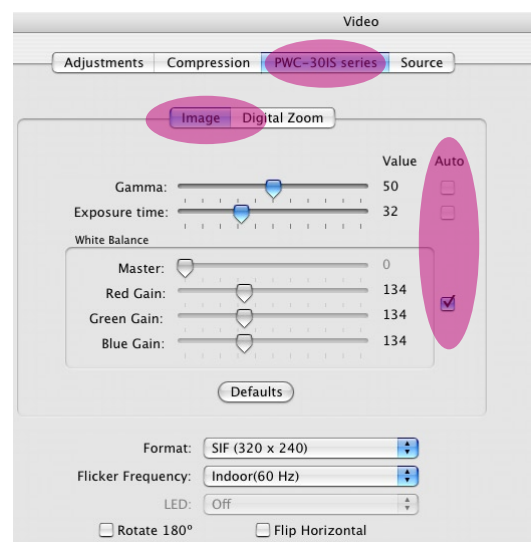 Video
Adjustments Compression PWC-30IS series Source
Image Digital Zoom
Value Auto
Gamma: 50
Exposure time: 32
White Balance
Master: 0
Red Gain: 134
Green Gain: 134
Blue Gain: 134
Defaults
Format: SIF (320 x 240)
Flicker Frequency: Indoor(60 Hz)
LED: Off
Rotate 180° Flip Horizontal